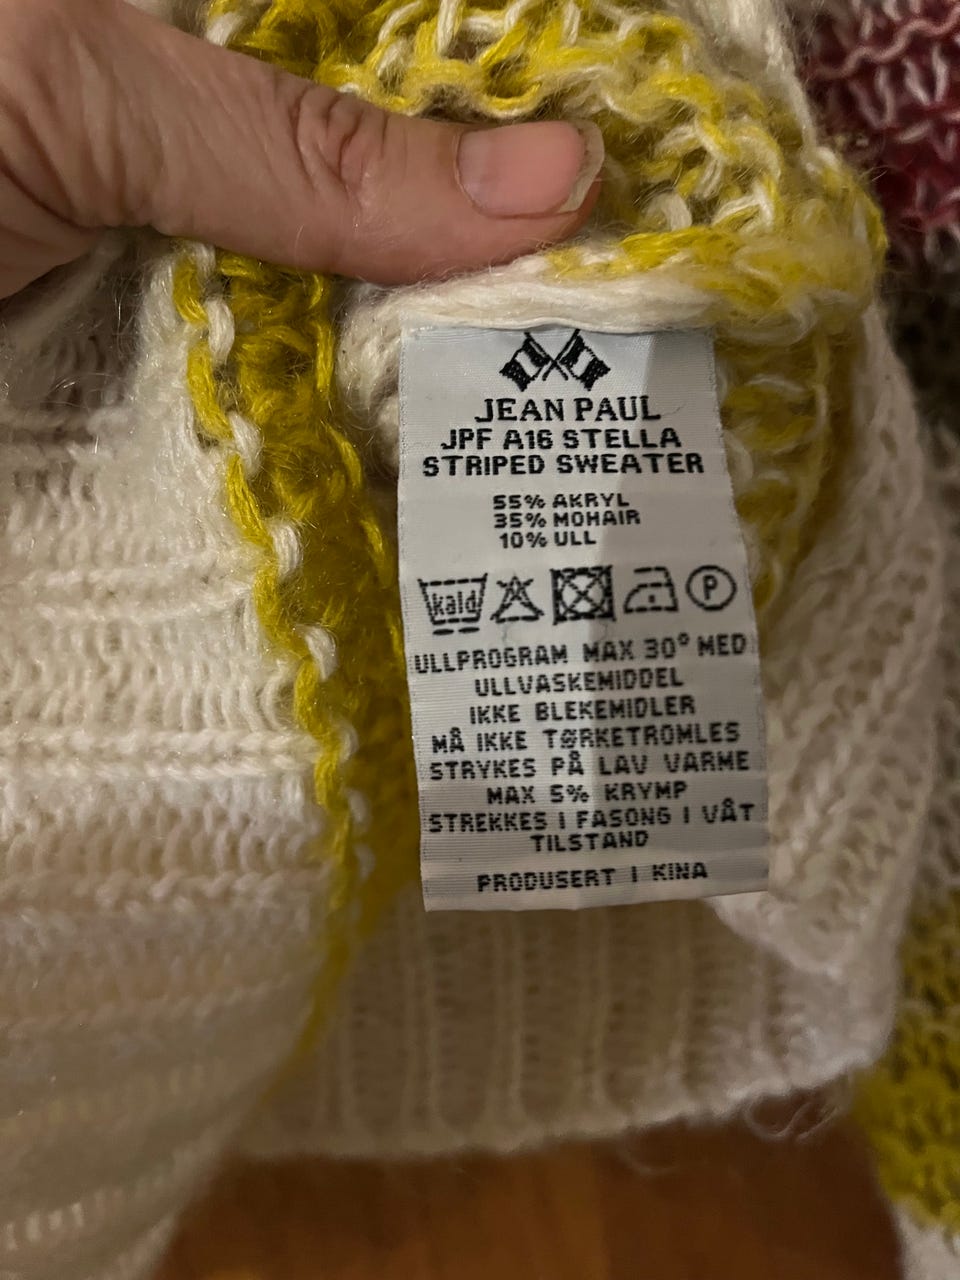 JEAN PAUL
JPF A16 STELLA
STRIPED SWEATER
55% AKRYL
35% MOHAIR
10% ULL
kald P
ULLPROGRAM MAX 30° MED
ULLVASKEMIDDEL
IKKE BLEKEMIDLER
MÅ IKKE TØRKETROMLES
STRYKES PÅ LAV VARME
MAX 5% KRYMP
STREKKES I FASONG I VÅT
TILSTAND
PRODUSERT I KINA